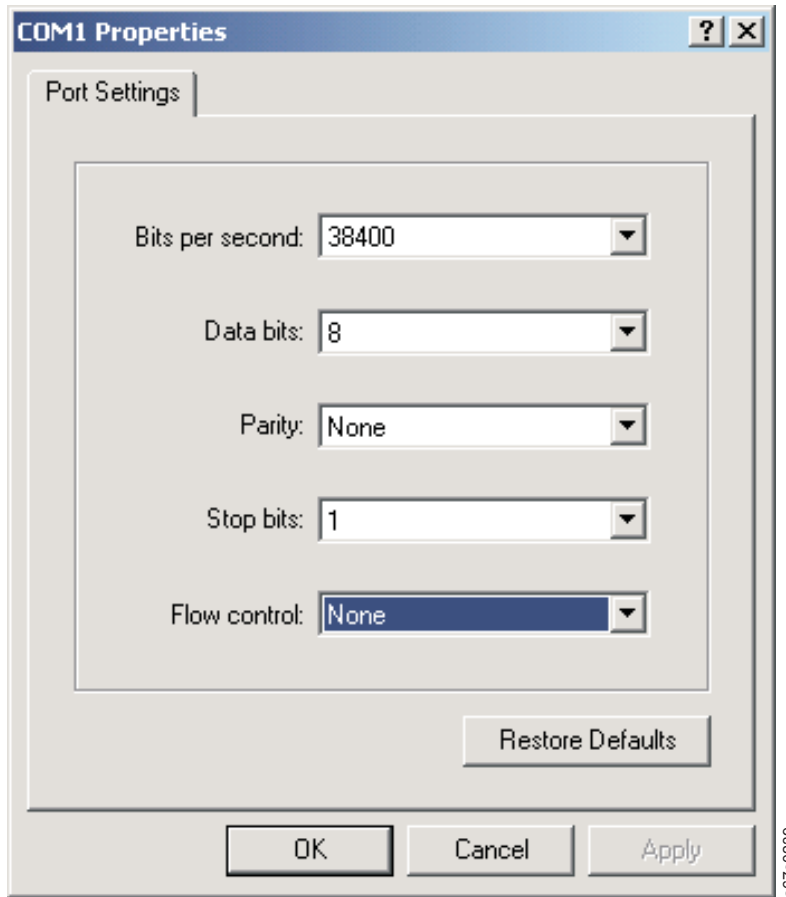 COM1 Properties
Port Settings
Bits per second: 38400
Data bits: 8
Parity: None
Stop bits: 1
Flow control: None
Restore Defaults
OK Cancel Apply